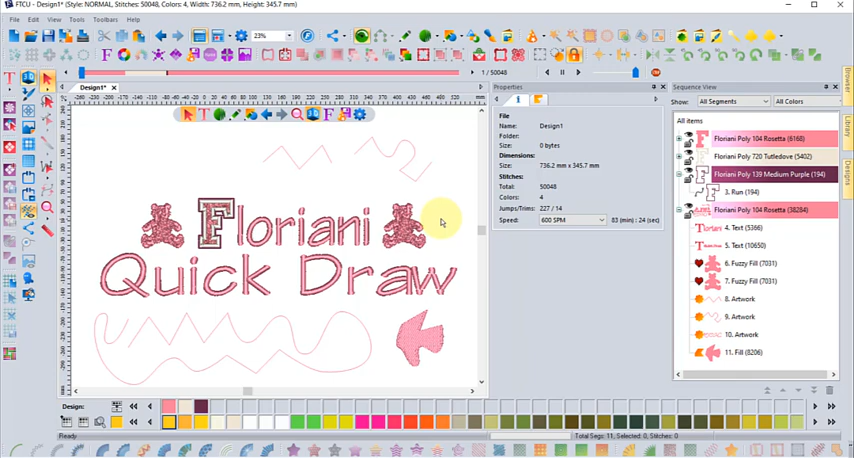 FTCU - Design1* (Style: NORMAL, Stitches: 50048, Colors: 4, Width: 736.2 mm, Height: 345.7 mm)
File Edit View Tools Toolbars Help
23%
1 / 50048
Design1*
mm
Floriani
Quick Draw
Properties
File
Name: Design1
Folder:
Size: 0 bytes
Dimensions:
Size: 736.2 mm x 345.7 mm
Stitches:
Total: 50048
Colors: 4
Jumps/Trims: 227 / 14
Speed: 600 SPM 83 (min) : 24 (sec)
Sequence View
Show: All Segments All Colors
All items
Floriani Poly 104 Rosetta (6168)
Floriani Poly 720 Tutledove (5402)
Floriani Poly 139 Medium Purple (194)
3. Run (194)
Floriani Poly 104 Rosetta (38284)
4. Text (5366)
5. Text (10650)
6. Fuzzy Fill (7031)
7. Fuzzy Fill (7031)
8. Artwork
9. Artwork
10. Artwork
11. Fill (8206)
Browser
Library
Designs
Design:
Ready
Total Segs: 11, Selected: 0, Stitches: 0